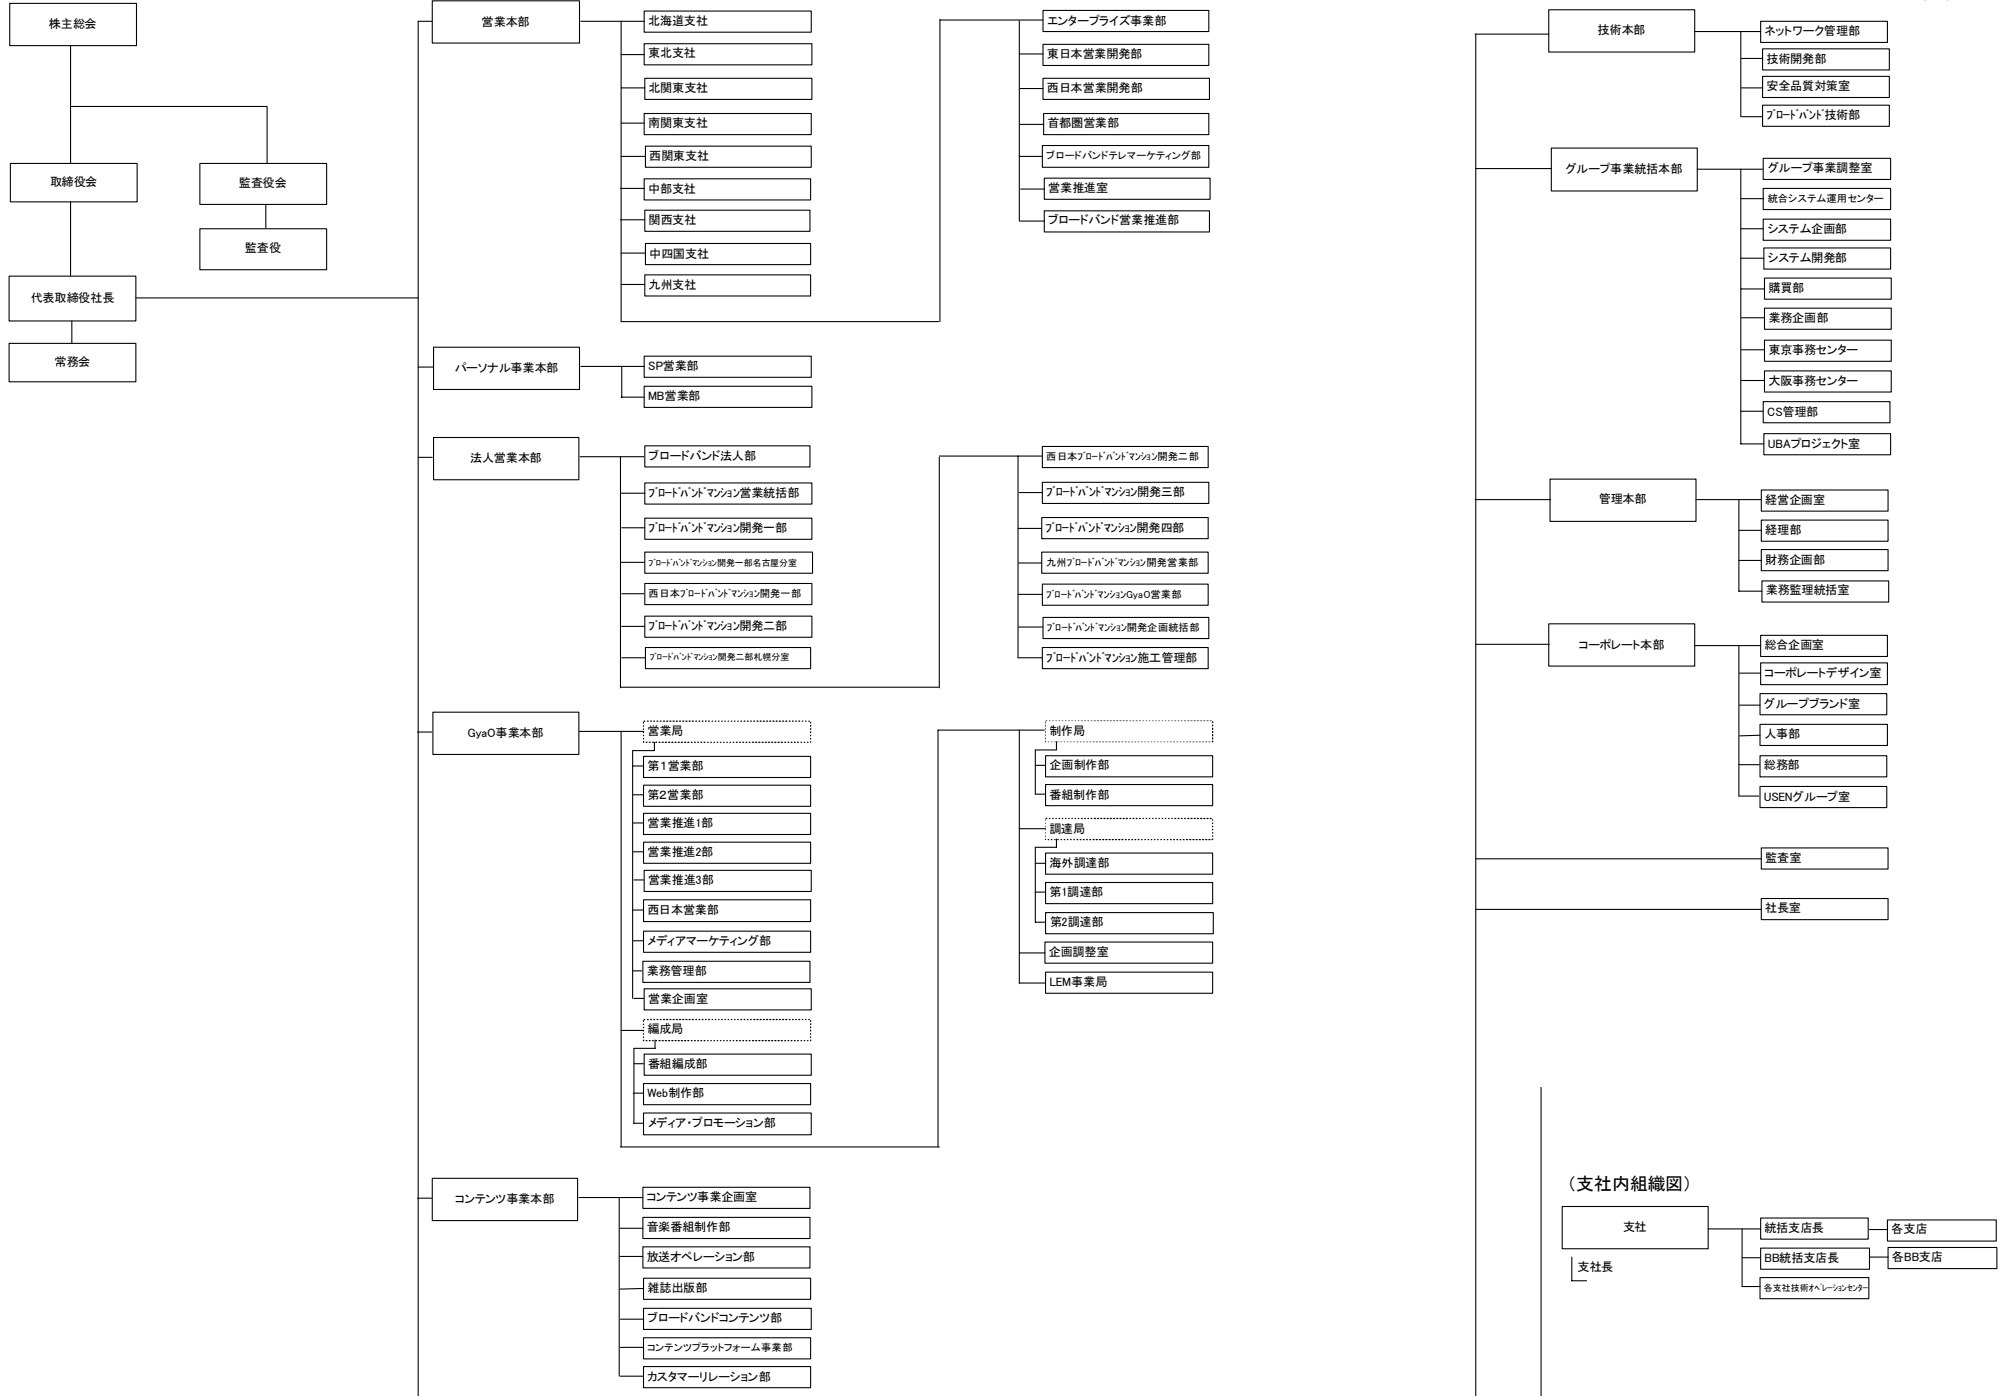 株主総会
取締役会
監査役会
監査役
代表取締役社長
常務会
営業本部
北海道支社
東北支社
北関東支社
南関東支社
西関東支社
中部支社
関西支社
中四国支社
九州支社
エンタープライズ事業部
東日本営業開発部
西日本営業開発部
首都圏営業部
ブロードバンドテレマーケティング部
営業推進室
ブロードバンド営業推進部
パーソナル事業本部
SP営業部
MB営業部
法人営業本部
ブロードバンド法人部
ブロードバンドマンション営業統括部
ブロードバンドマンション開発一部
ブロードバンドマンション開発一部名古屋分室
西日本ブロードバンドマンション開発一部
ブロードバンドマンション開発二部
ブロードバンドマンション開発二部札幌分室
西日本ブロードバンドマンション開発二部
ブロードバンドマンション開発三部
ブロードバンドマンション開発四部
九州ブロードバンドマンション開発営業部
ブロードバンドマンションGyaO営業部
ブロードバンドマンション開発企画統括部
ブロードバンドマンション施工管理部
GyaO事業本部
営業局
第1営業部
第2営業部
営業推進1部
営業推進2部
営業推進3部
西日本営業部
メディアマーケティング部
業務管理部
営業企画室
編成局
番組編成部
Web制作部
メディア・プロモーション部
制作局
企画制作部
番組制作部
調達局
海外調達部
第1調達部
第2調達部
企画調整室
LEM事業局
コンテンツ事業本部
コンテンツ事業企画室
音楽番組制作部
放送オペレーション部
雑誌出版部
ブロードバンドコンテンツ部
コンテンツプラットフォーム事業部
カスタマーリレーション部
技術本部
ネットワーク管理部
技術開発部
安全品質対策室
ブロードバンド技術部
グループ事業統括本部
グループ事業調整室
統合システム運用センター
システム企画部
システム開発部
購買部
業務企画部
東京事務センター
大阪事務センター
CS管理部
UBAプロジェクト室
管理本部
経営企画室
経理部
財務企画部
業務監理統括室
コーポレート本部
総合企画室
コーポレートデザイン室
グループブランド室
人事部
総務部
USENグループ室
監査室
社長室
（支社内組織図）
支社
支社長
統括支店長
各支店
BB統括支店長
各BB支店
各支社技術オペレーションセンター